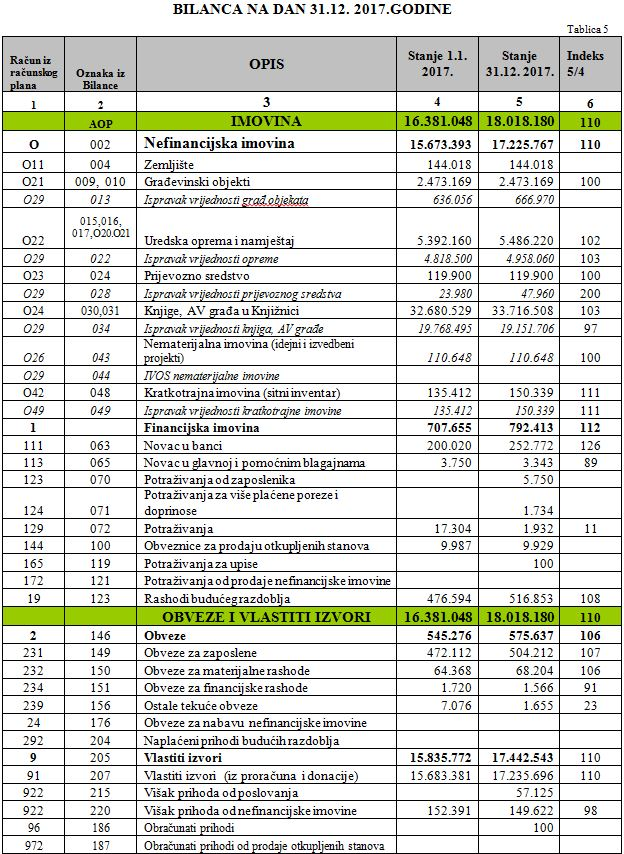 BILANCA NA DAN 31.12. 2017.GODINE
Tablica 5
Račun iz računskog plana | Oznaka iz Bilance | OPIS | Stanje 1.1. 2017. | Stanje 31.12. 2017. | Indeks 5/4
1 | 2 | 3 | 4 | 5 | 6
AOP | IMOVINA | 16.381.048 | 18.018.180 | 110
O | 002 | Nefinancijska imovina | 15.673.393 | 17.225.767 | 110
O11 | 004 | Zemljište | 144.018 | 144.018
O21 | 009, 010 | Građevinski objekti | 2.473.169 | 2.473.169 | 100
O29 | 013 | Ispravak vrijednosti građ.objekata | 636.056 | 666.970
O22 | 015,016, 017,O20.O21 | Uredska oprema i namještaj | 5.392.160 | 5.486.220 | 102
O29 | 022 | Ispravak vrijednosti opreme | 4.818.500 | 4.958.060 | 103
O23 | 024 | Prijevozno sredstvo | 119.900 | 119.900 | 100
O29 | 028 | Ispravak vrijednosti prijevoznog sredstva | 23.980 | 47.960 | 200
O24 | 030,031 | Knjige, AV građa u Knjižnici | 32.680.529 | 33.716.508 | 103
O29 | 034 | Ispravak vrijednosti knjiga, AV građe | 19.768.495 | 19.151.706 | 97
O26 | 043 | Nematerijalna imovina (idejni i izvedbeni projekti) | 110.648 | 110.648 | 100
O29 | 044 | IVOS nematerijalne imovine
O42 | 048 | Kratkotrajna imovina (sitni inventar) | 135.412 | 150.339 | 111
O49 | 049 | Ispravak vrijednosti kratkotrajne imovine | 135.412 | 150.339 | 111
1 | Financijska imovina | 707.655 | 792.413 | 112
111 | 063 | Novac u banci | 200.020 | 252.772 | 126
113 | 065 | Novac u glavnoj i pomoćnim blagajnama | 3.750 | 3.343 | 89
123 | 070 | Potraživanja od zaposlenika | 5.750
124 | 071 | Potraživanja za više plaćene poreze i doprinose | 1.734
129 | 072 | Potraživanja | 17.304 | 1.932 | 11
144 | 100 | Obveznice za prodaju otkupljenih stanova | 9.987 | 9.929
165 | 119 | Potraživanja za upise | 100
172 | 121 | Potraživanja od prodaje nefinancijske imovine
19 | 123 | Rashodi budućeg razdoblja | 476.594 | 516.853 | 108
OBVEZE I VLASTITI IZVORI | 16.381.048 | 18.018.180 | 110
2 | 146 | Obveze | 545.276 | 575.637 | 106
231 | 149 | Obveze za zaposlene | 472.112 | 504.212 | 107
232 | 150 | Obveze za materijalne rashode | 64.368 | 68.204 | 106
234 | 151 | Obveze za financijske rashode | 1.720 | 1.566 | 91
239 | 156 | Ostale tekuće obveze | 7.076 | 1.655 | 23
24 | 176 | Obveze za nabavu nefinancijske imovine
292 | 204 | Naplaćeni prihodi budućih razdoblja
9 | 205 | Vlastiti izvori | 15.835.772 | 17.442.543 | 110
91 | 207 | Vlastiti izvori (iz proračuna i donacije) | 15.683.381 | 17.235.696 | 110
922 | 215 | Višak prihoda od poslovanja | 57.125
922 | 220 | Višak prihoda od nefinancijske imovine | 152.391 | 149.622 | 98
96 | 186 | Obračunati prihodi | 100
972 | 187 | Obračunati prihodi od prodaje otkupljenih stanova